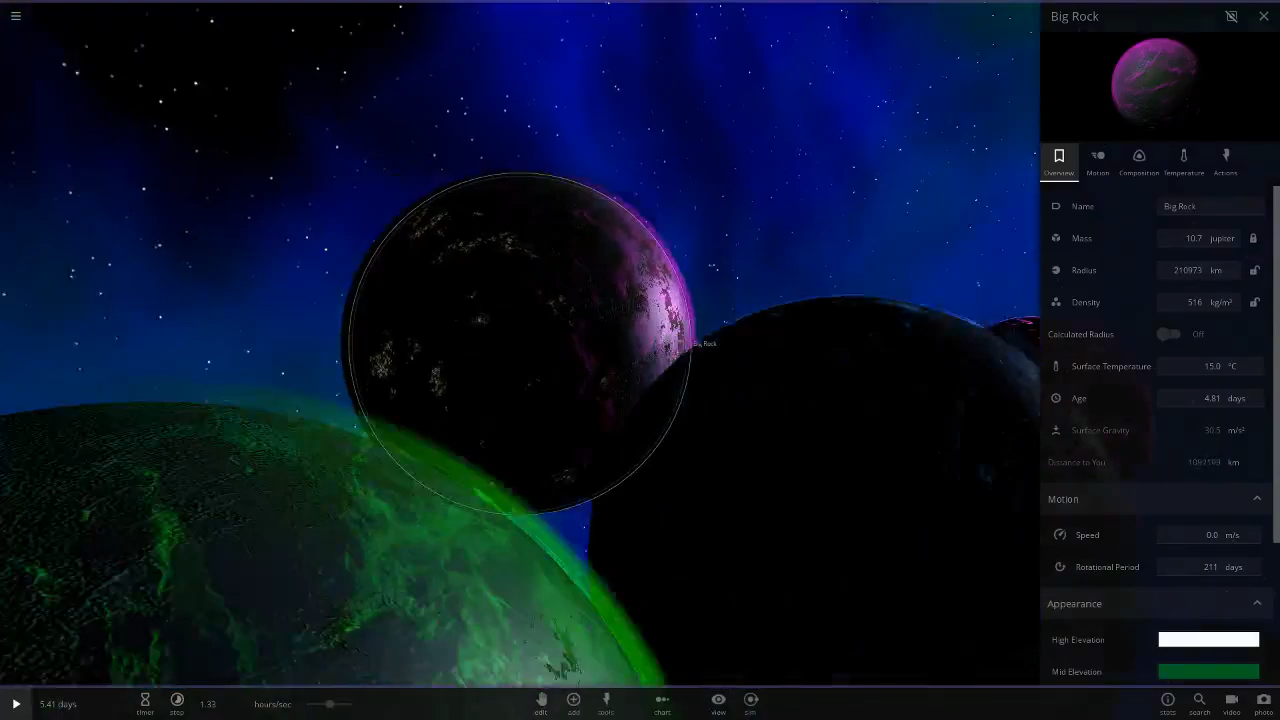 Big Rock
Overview
Motion
Composition
Temperature
Actions
Name
Big Rock
Mass
10.7 jupiter
Radius
210973 km
Density
516 kg/m³
Calculated Radius
Off
Surface Temperature
15.0 °C
Age
4.81 days
Surface Gravity
30.5 m/s²
Distance to You
km
Motion
Speed
0.0 m/s
Rotational Period
211 days
Appearance
High Elevation
Mid Elevation
Big Rock
5.41 days
timer
step
1.33 hours/sec
edit
add
tools
chart
view
sim
stats
search
video
photo